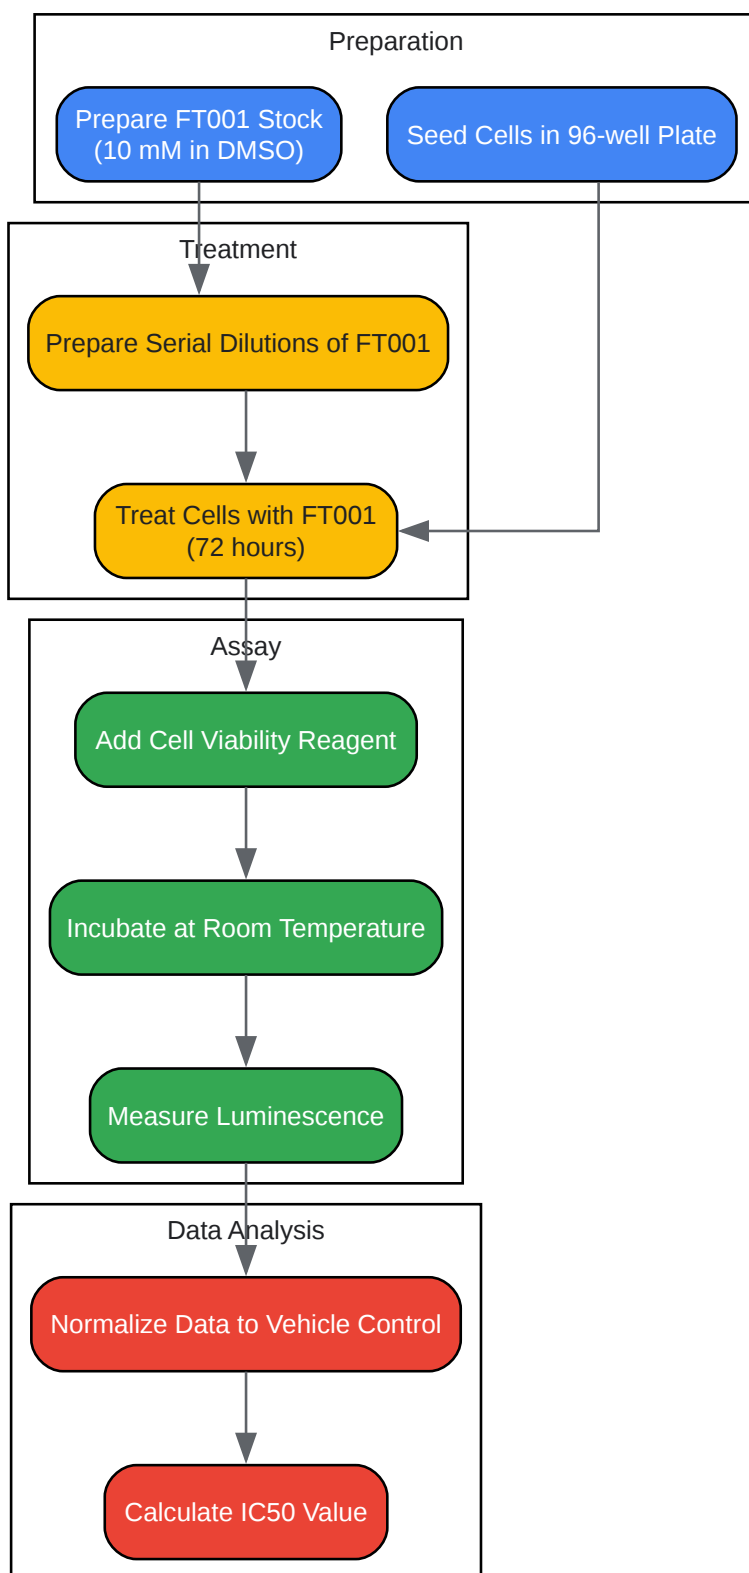 Preparation
Prepare FT001 Stock
(10 mM in DMSO)
Seed Cells in 96-well Plate
Treatment
Prepare Serial Dilutions of FT001
Treat Cells with FT001
(72 hours)
Assay
Add Cell Viability Reagent
Incubate at Room Temperature
Measure Luminescence
Data Analysis
Normalize Data to Vehicle Control
Calculate IC50 Value